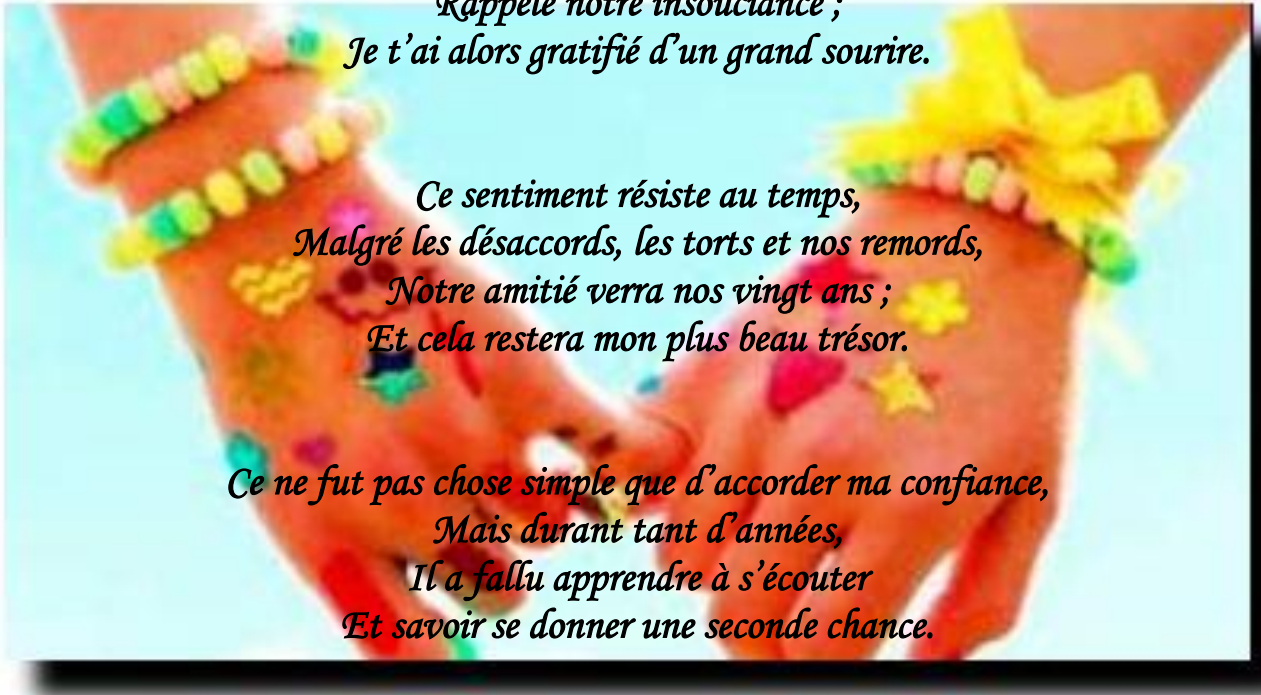 Rappelle notre insouciance ;
Je t’ai alors gratifié d’un grand sourire.
Ce sentiment résiste au temps,
Malgré les désaccords, les torts et nos remords,
Notre amitié verra nos vingt ans ;
Et cela restera mon plus beau trésor.
Ce ne fut pas chose simple que d’accorder ma confiance,
Mais durant tant d’années,
Il a fallu apprendre à s’écouter
Et savoir se donner une seconde chance.